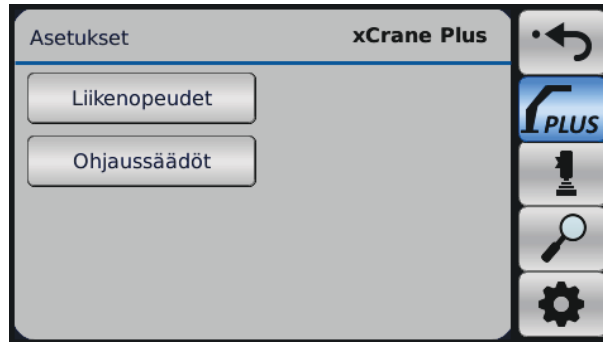 Asetukset
xCrane Plus
Liikenopeudet
Ohjaussäädöt
PLUS